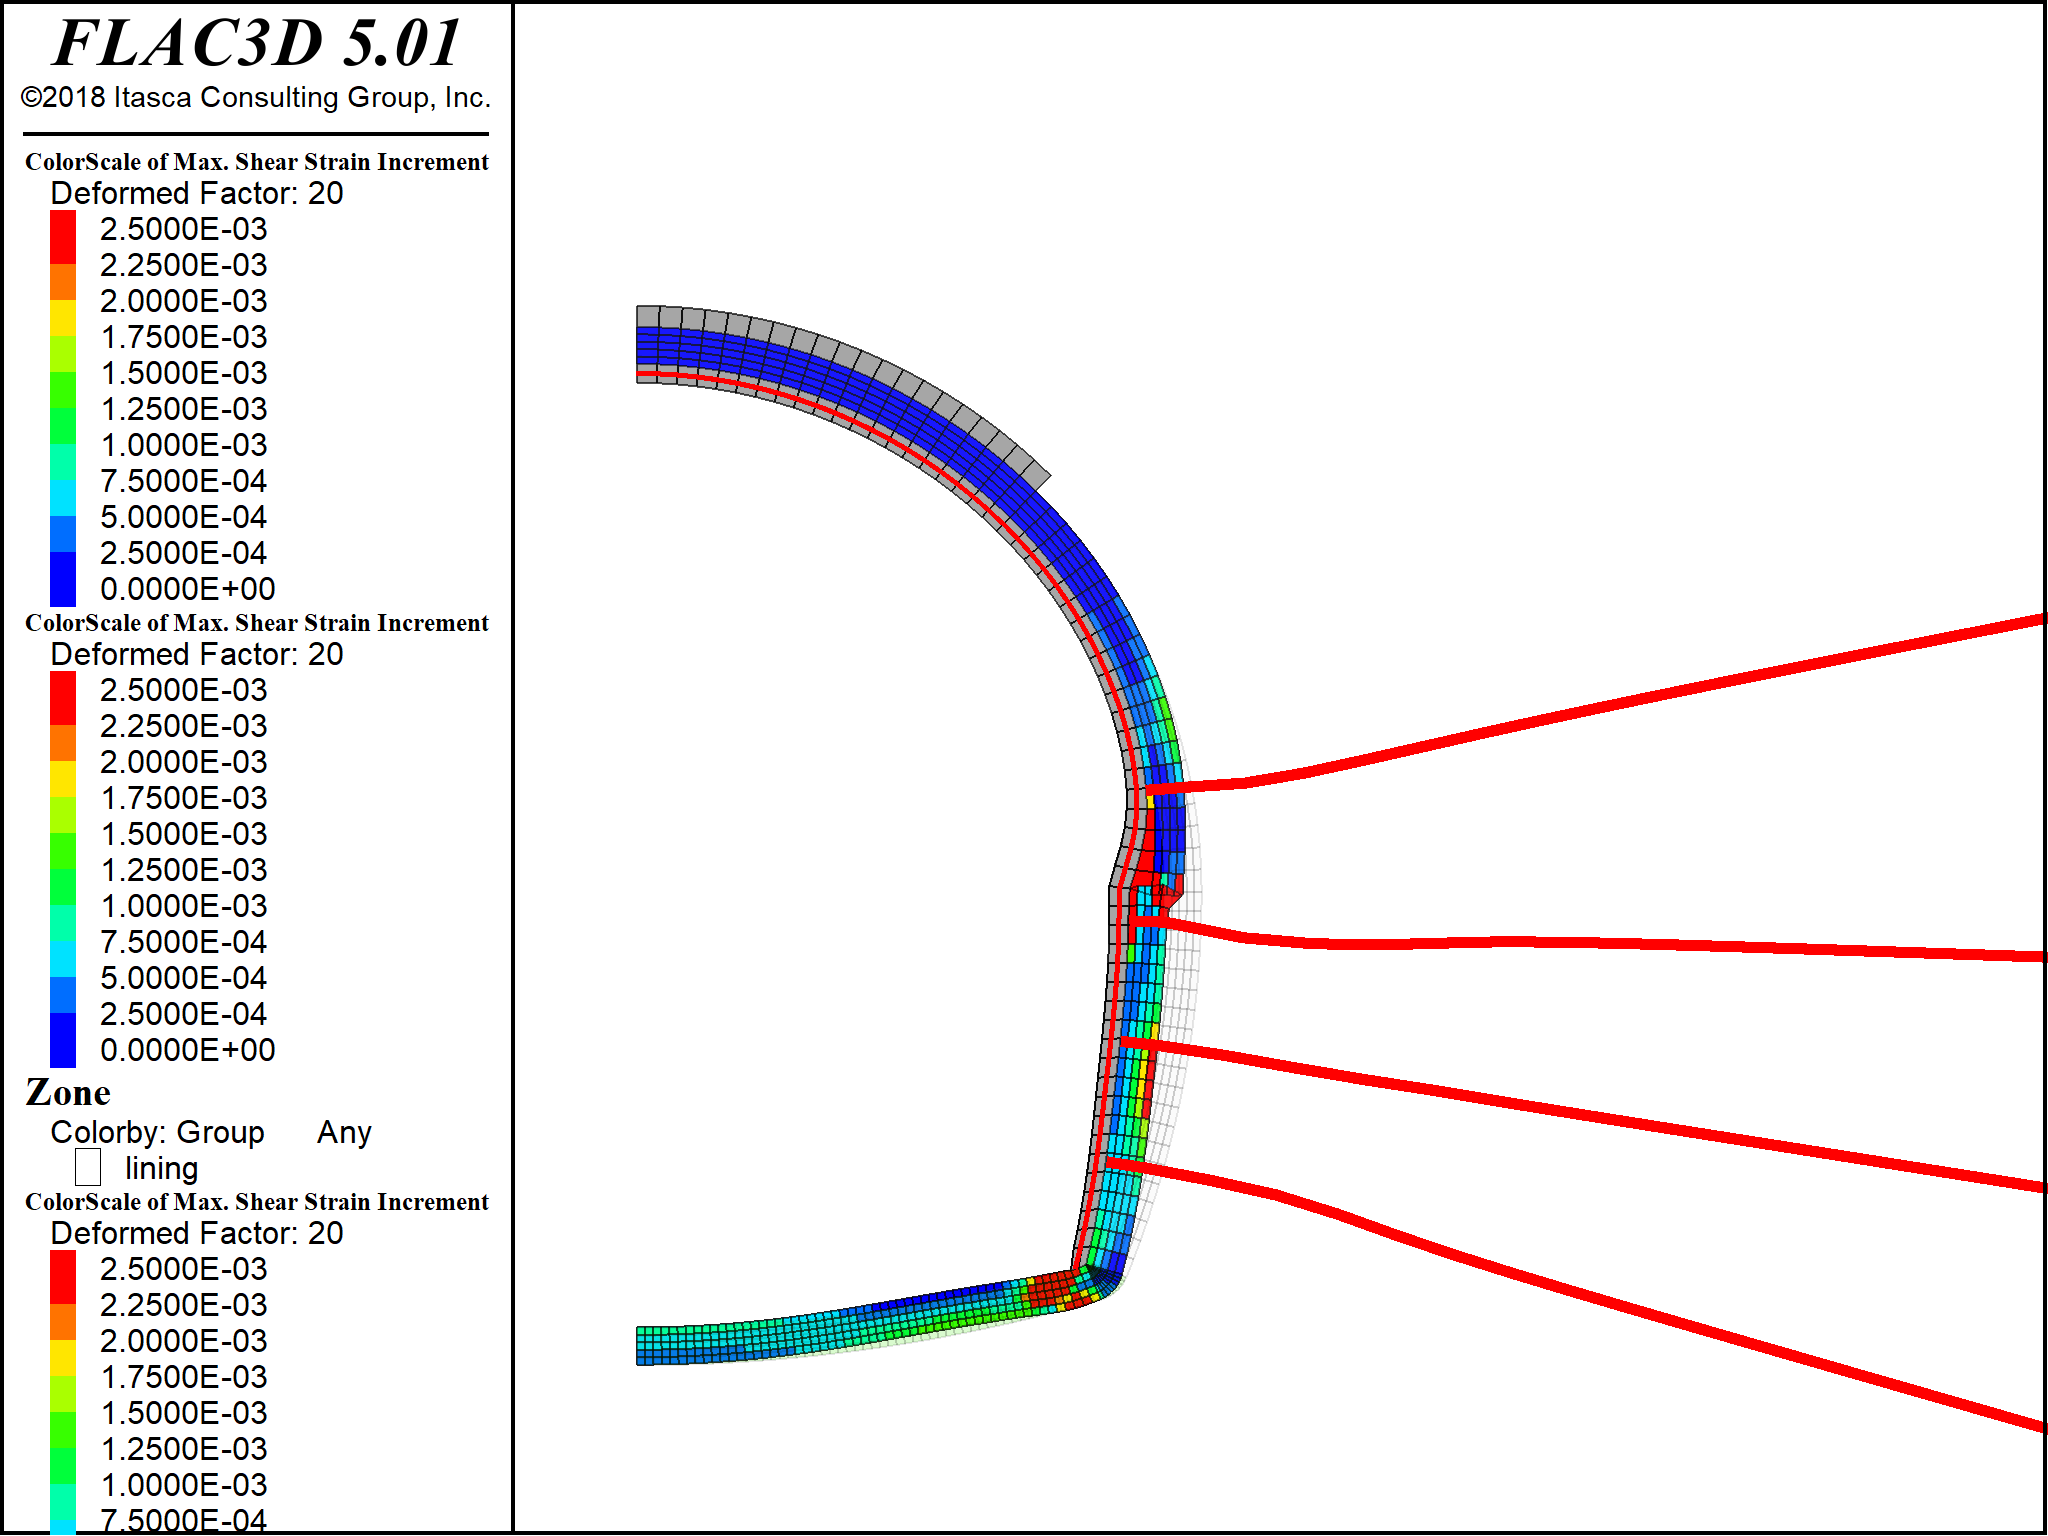 FLAC3D 5.01
©2018 Itasca Consulting Group, Inc.
ColorScale of Max. Shear Strain Increment
Deformed Factor: 20
2.5000E-03
2.2500E-03
2.0000E-03
1.7500E-03
1.5000E-03
1.2500E-03
1.0000E-03
7.5000E-04
5.0000E-04
2.5000E-04
0.0000E+00
ColorScale of Max. Shear Strain Increment
Deformed Factor: 20
2.5000E-03
2.2500E-03
2.0000E-03
1.7500E-03
1.5000E-03
1.2500E-03
1.0000E-03
7.5000E-04
5.0000E-04
2.5000E-04
0.0000E+00
Zone
Colorby: Group Any
lining
ColorScale of Max. Shear Strain Increment
Deformed Factor: 20
2.5000E-03
2.2500E-03
2.0000E-03
1.7500E-03
1.5000E-03
1.2500E-03
1.0000E-03
7.5000E-04